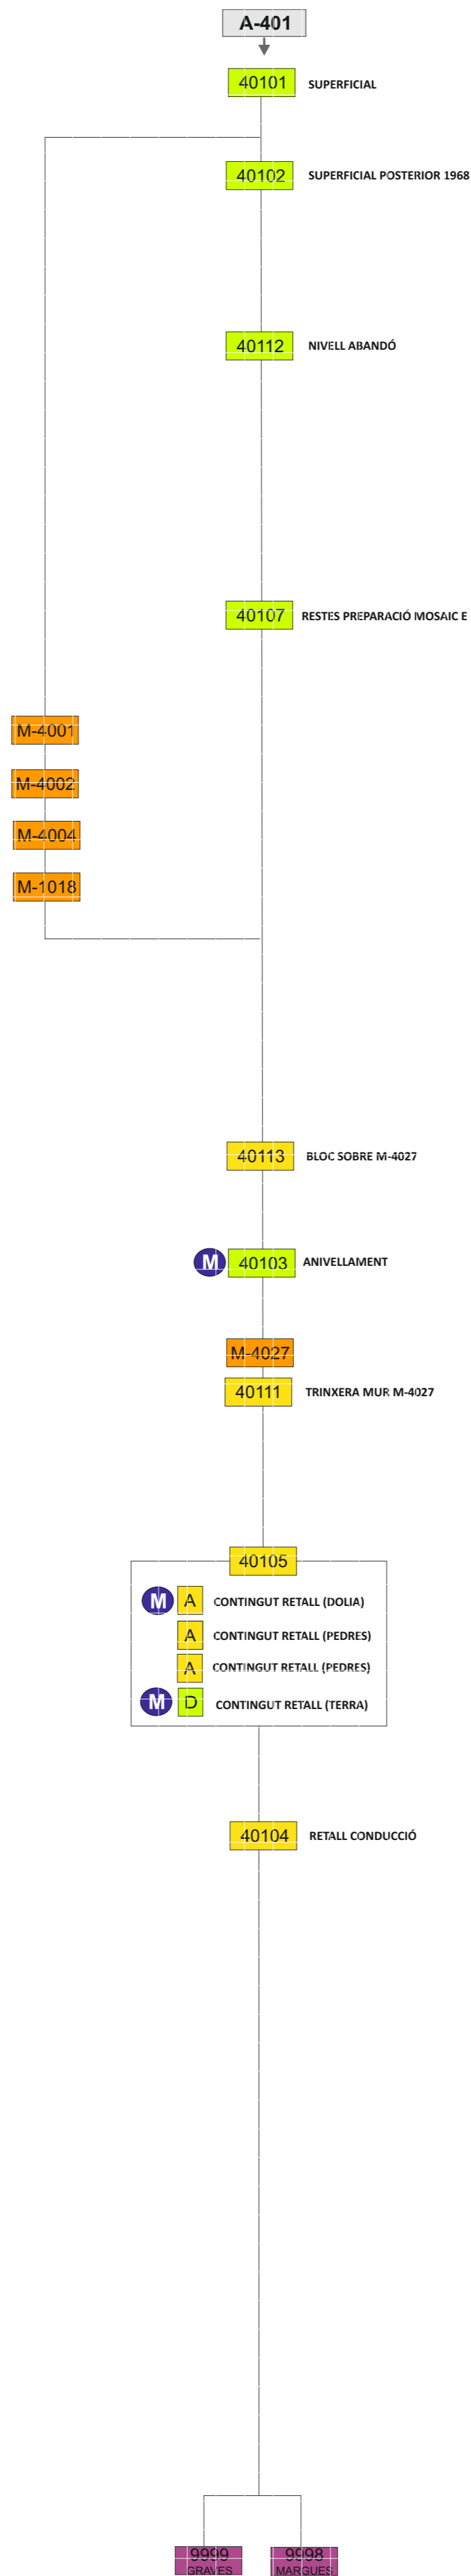 A-401
40101 SUPERFICIAL
40102 SUPERFICIAL POSTERIOR 1968
40112 NIVELL ABANDÓ
40107 RESTES PREPARACIÓ MOSAIC E
M-4001
M-4002
M-4004
M-1018
40113 BLOC SOBRE M-4027
M 40103 ANIVELLAMENT
M-4027
40111 TRINXERA MUR M-4027
40105
M A CONTINGUT RETALL (DOLIA)
A CONTINGUT RETALL (PEDRES)
A CONTINGUT RETALL (PEDRES)
M D CONTINGUT RETALL (TERRA)
40104 RETALL CONDUCCIÓ
9999 9998
GRAVES MARGUES